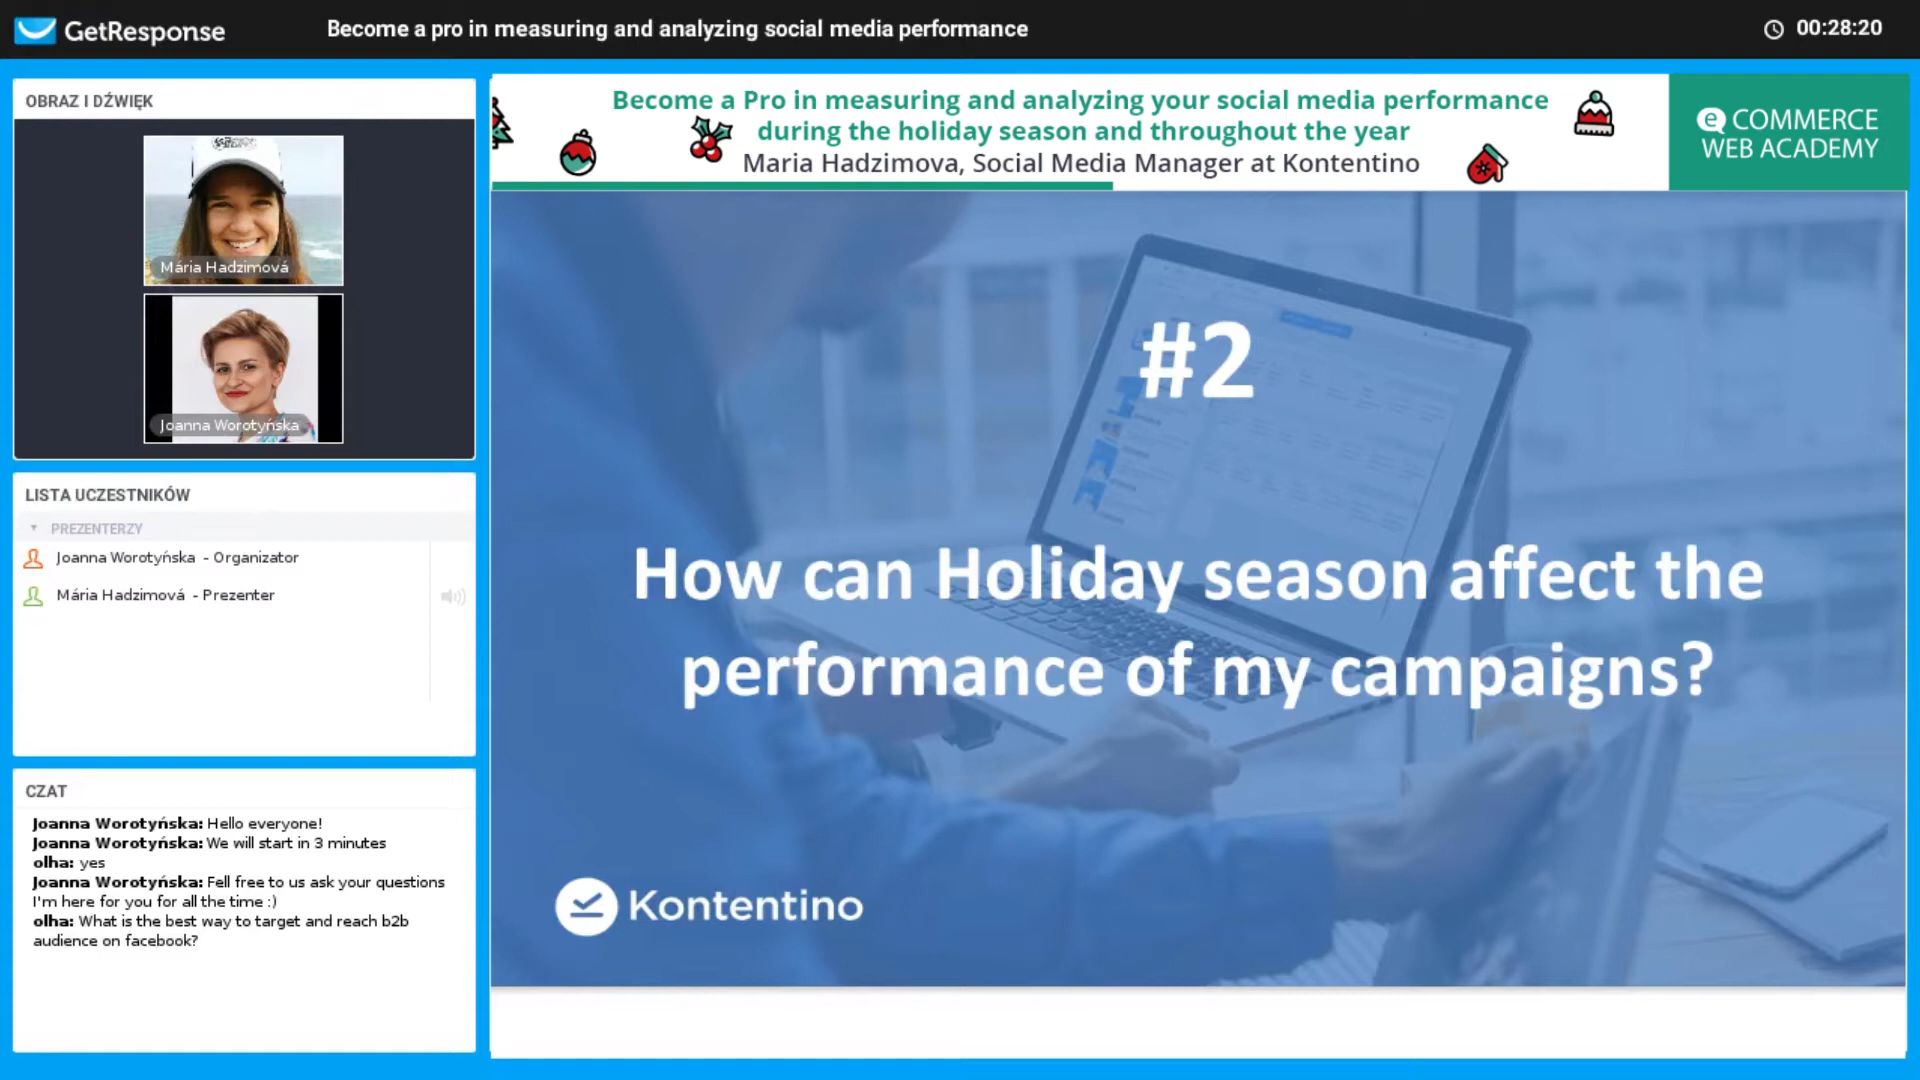 GetResponse
Become a pro in measuring and analyzing social media performance
00:28:20
OBRAZ I DŹWIĘK
Mária Hadzimová
Joanna Worotyńska
LISTA UCZESTNIKÓW
PREZENTERZY
Joanna Worotyńska - Organizator
Mária Hadzimová - Prezenter
CZAT
Joanna Worotyńska: Hello everyone!
Joanna Worotyńska: We will start in 3 minutes
olha: yes
Joanna Worotyńska: Fell free to us ask your questions
I'm here for you for all the time :)
olha: What is the best way to target and reach b2b
audience on facebook?
Become a Pro in measuring and analyzing your social media performance
during the holiday season and throughout the year
Maria Hadzimova, Social Media Manager at Kontentino
e COMMERCE
WEB ACADEMY
#2
How can Holiday season affect the
performance of my campaigns?
Kontentino